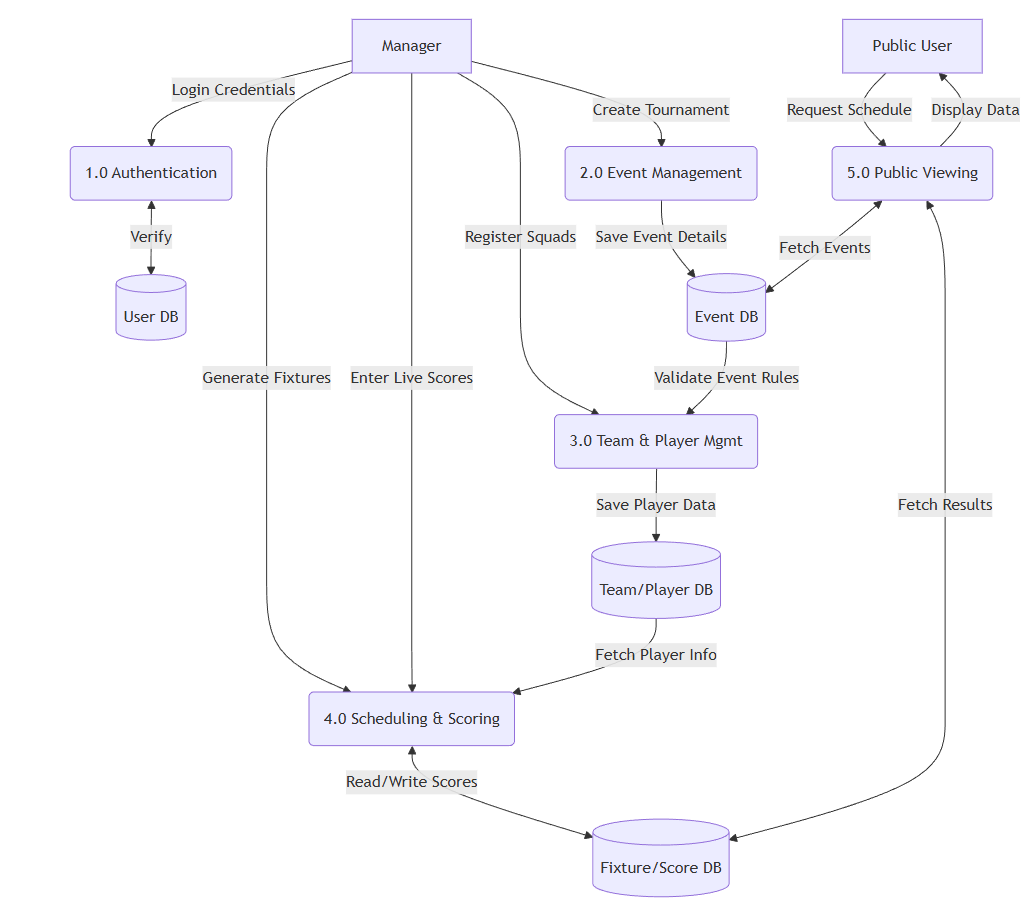 Manager
Public User
Login Credentials
Create Tournament
Request Schedule
Display Data
1.0 Authentication
2.0 Event Management
5.0 Public Viewing
Verify
Register Squads
Save Event Details
Fetch Events
User DB
Event DB
Generate Fixtures
Enter Live Scores
Validate Event Rules
3.0 Team & Player Mgmt
Save Player Data
Fetch Results
Team/Player DB
Fetch Player Info
4.0 Scheduling & Scoring
Read/Write Scores
Fixture/Score DB